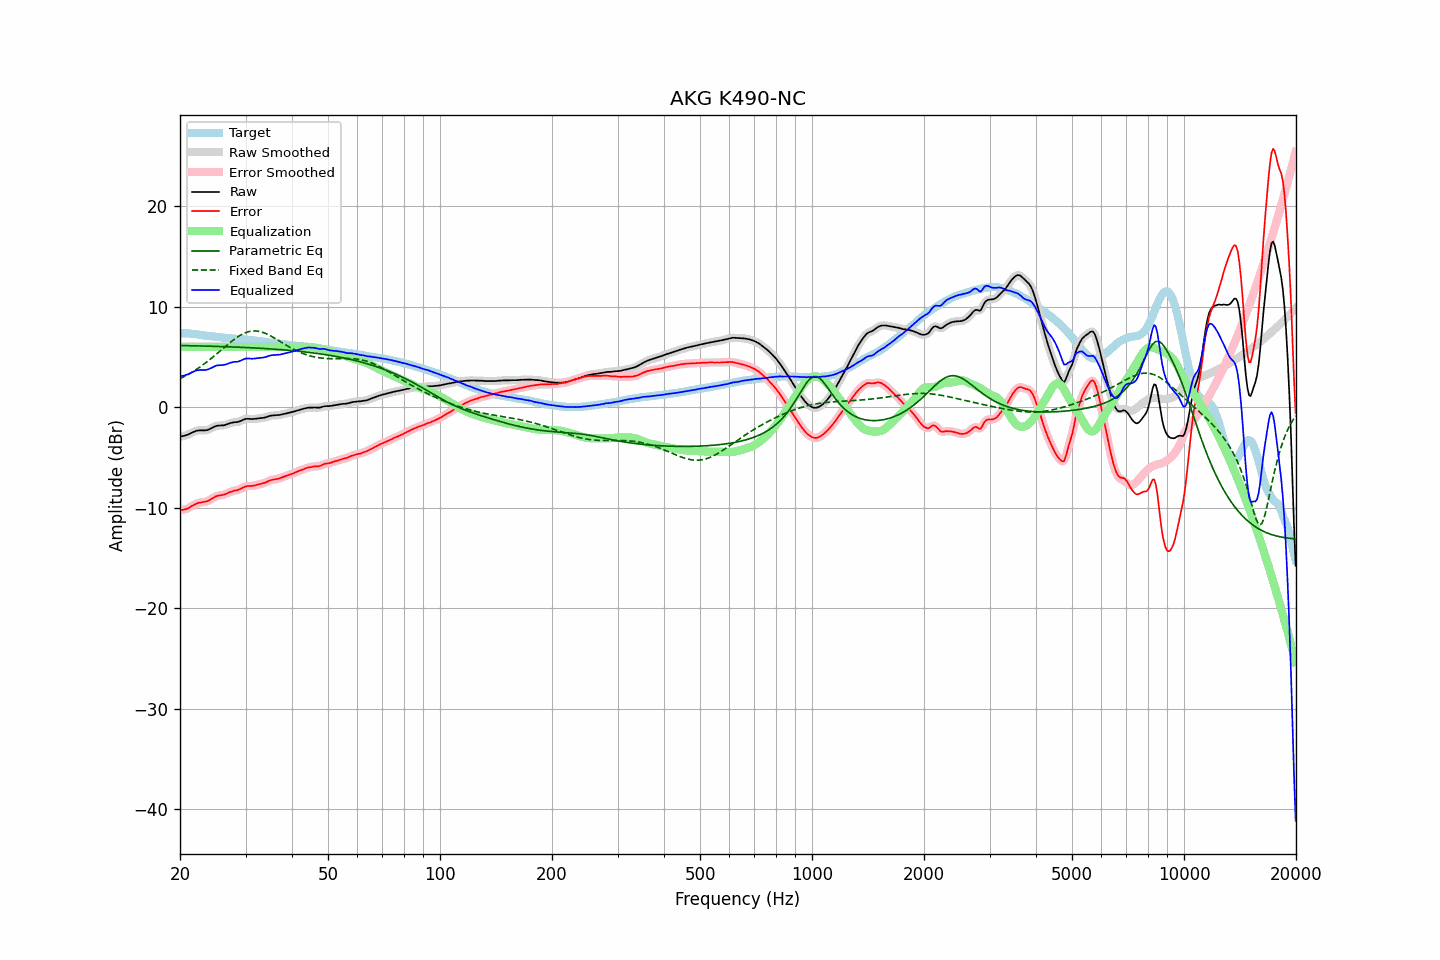 AKG K490-NC
Target
Raw Smoothed
Error Smoothed
Raw
Error
Equalization
Parametric Eq
Fixed Band Eq
Equalized
20
10
0
−10
−20
−30
−40
Amplitude (dBr)
20 50 100 200 500 1000 2000 5000 10000 20000
Frequency (Hz)